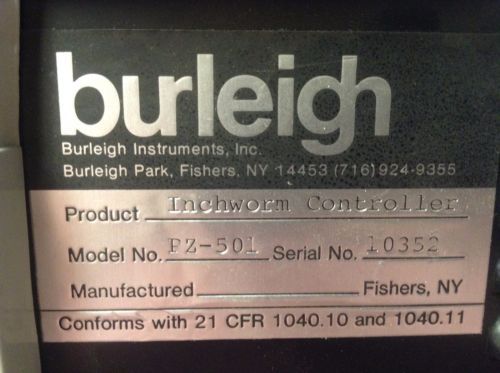 burleigh
Burleigh Instruments, Inc.
Burleigh Park, Fishers, NY 14453 (716) 924-9355
Product Inchworm Controller
Model No. PZ-501 Serial No. 10352
Manufactured Fishers, NY
Conforms with 21 CFR 1040.10 and 1040.11